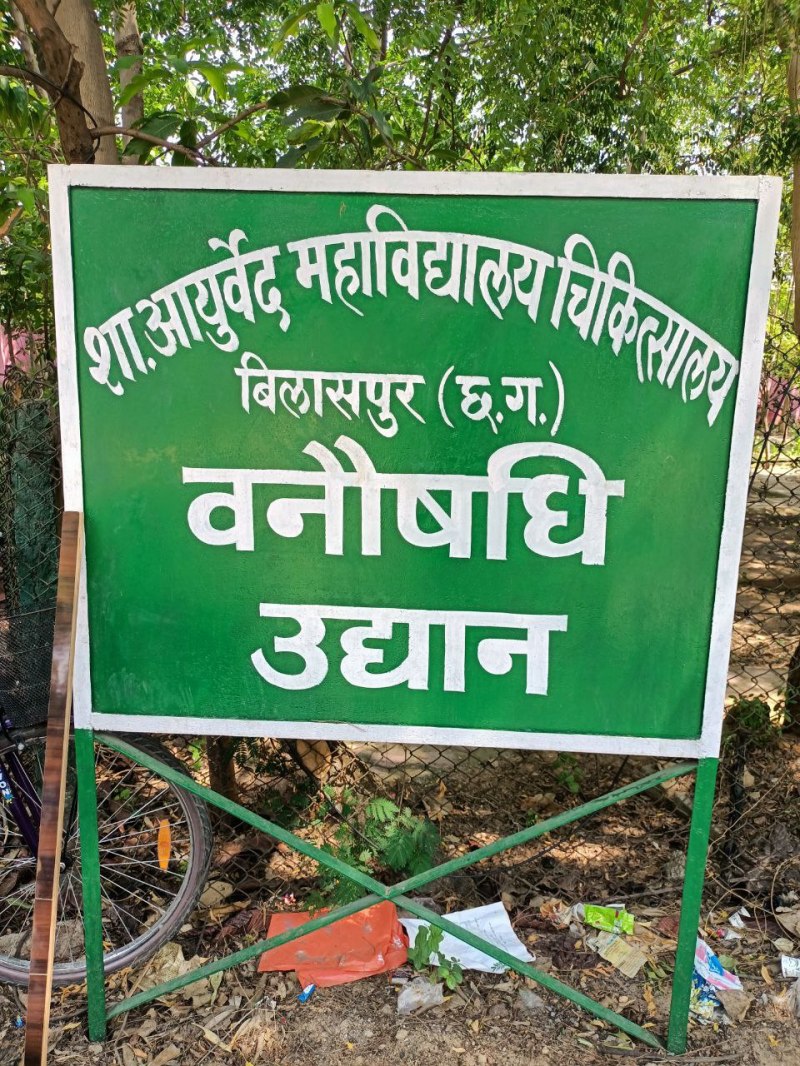 शा. आयुर्वेद महाविद्यालय चिकित्सालय
बिलासपुर (छ.ग.)
वनौषधि
उद्यान